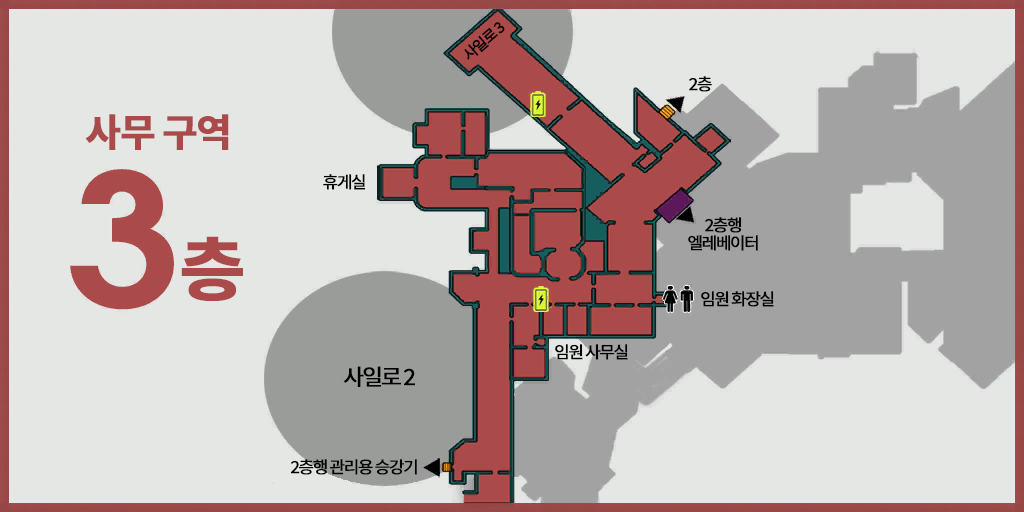 사무 구역
3층
사일로 3
2층
휴게실
2층행
엘레베이터
임원 화장실
임원 사무실
사일로 2
2층행 관리용 승강기